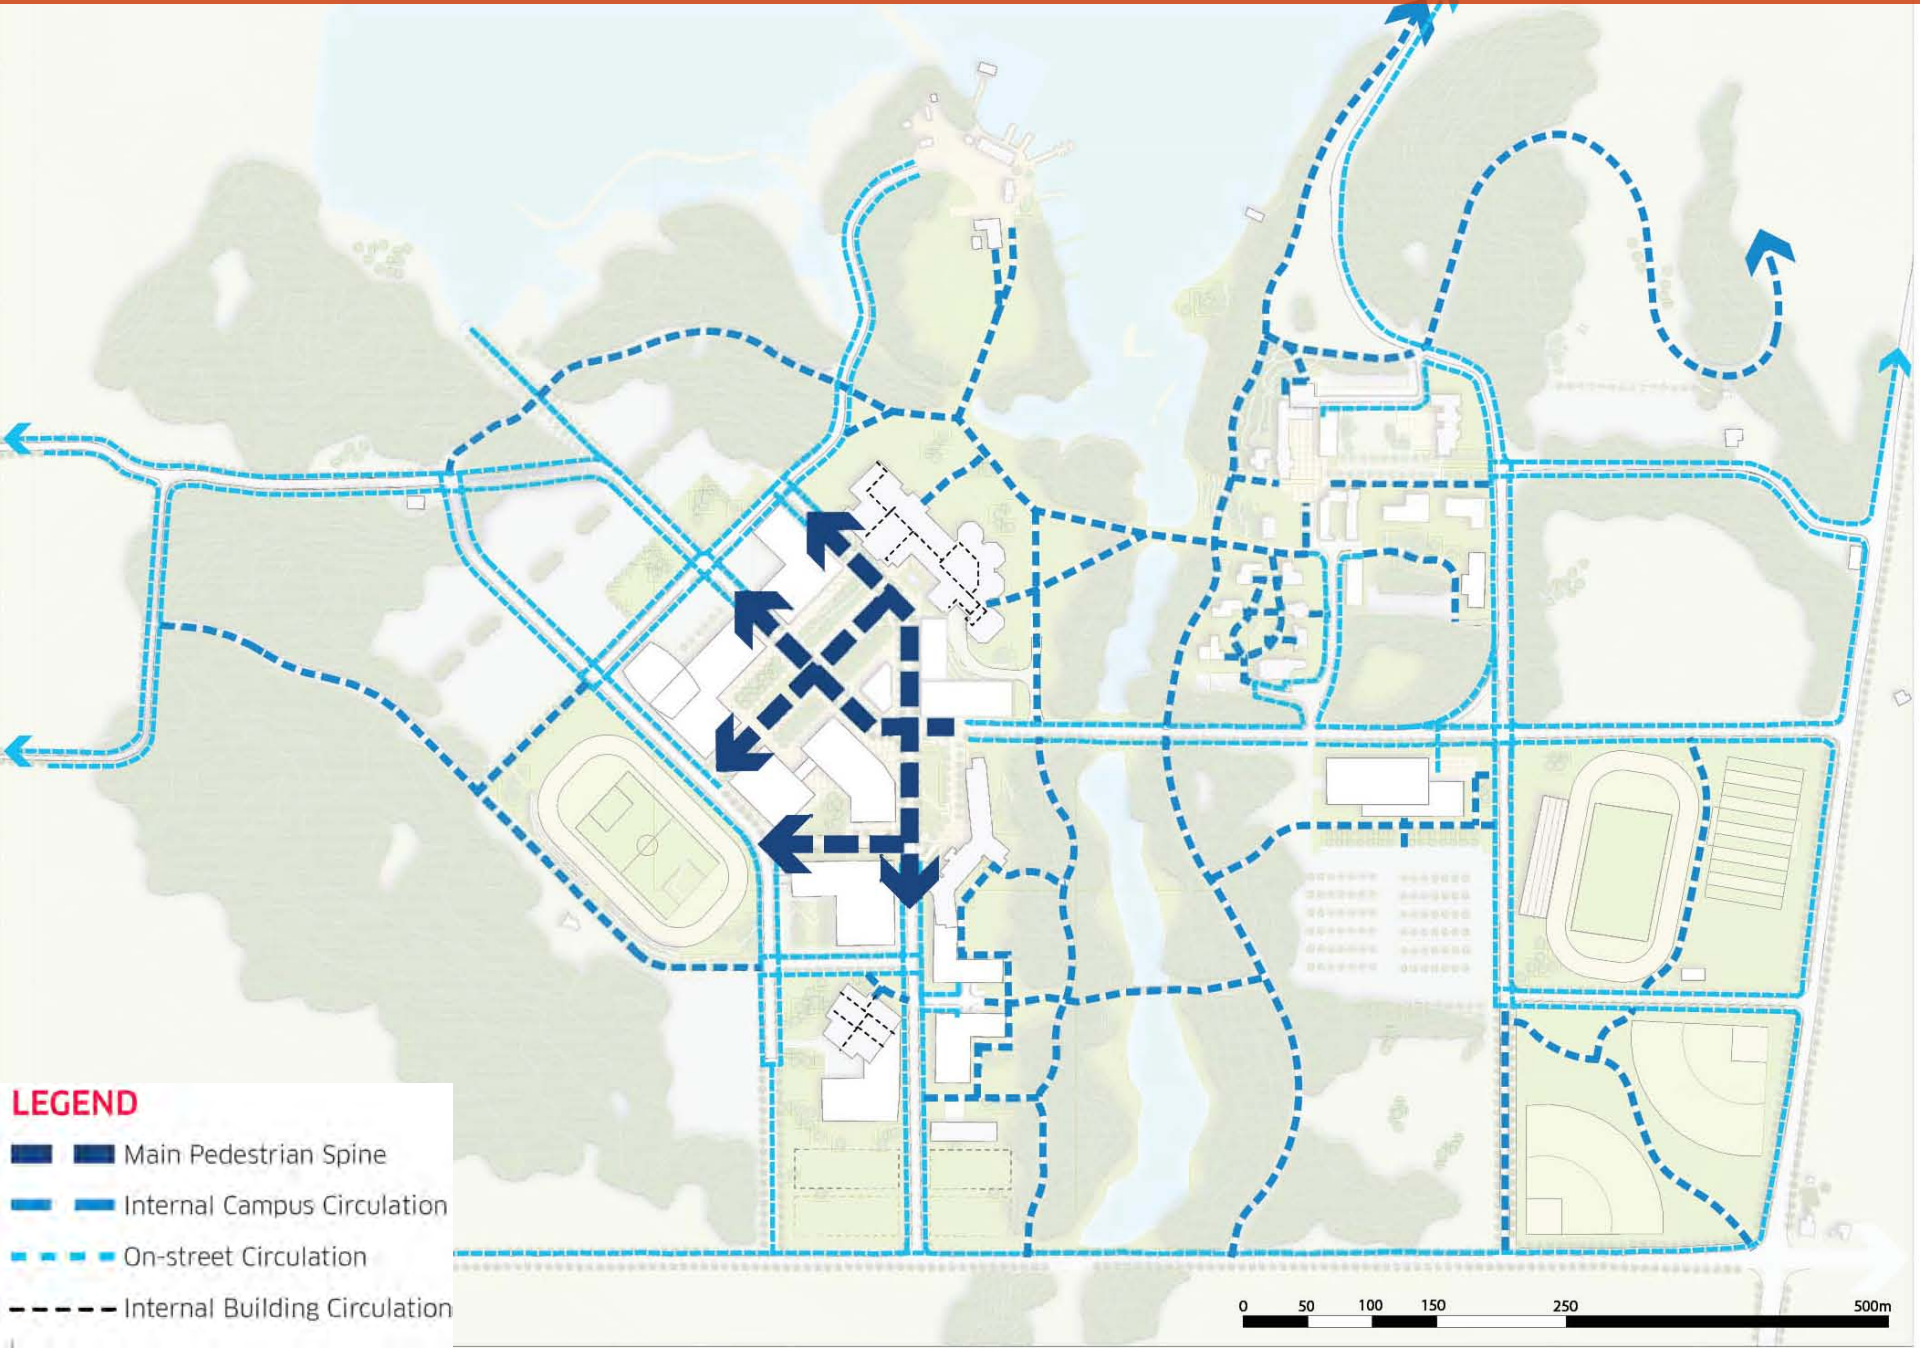 LEGEND
Main Pedestrian Spine
Internal Campus Circulation
On-street Circulation
Internal Building Circulation
0 50 100 150 250 500m